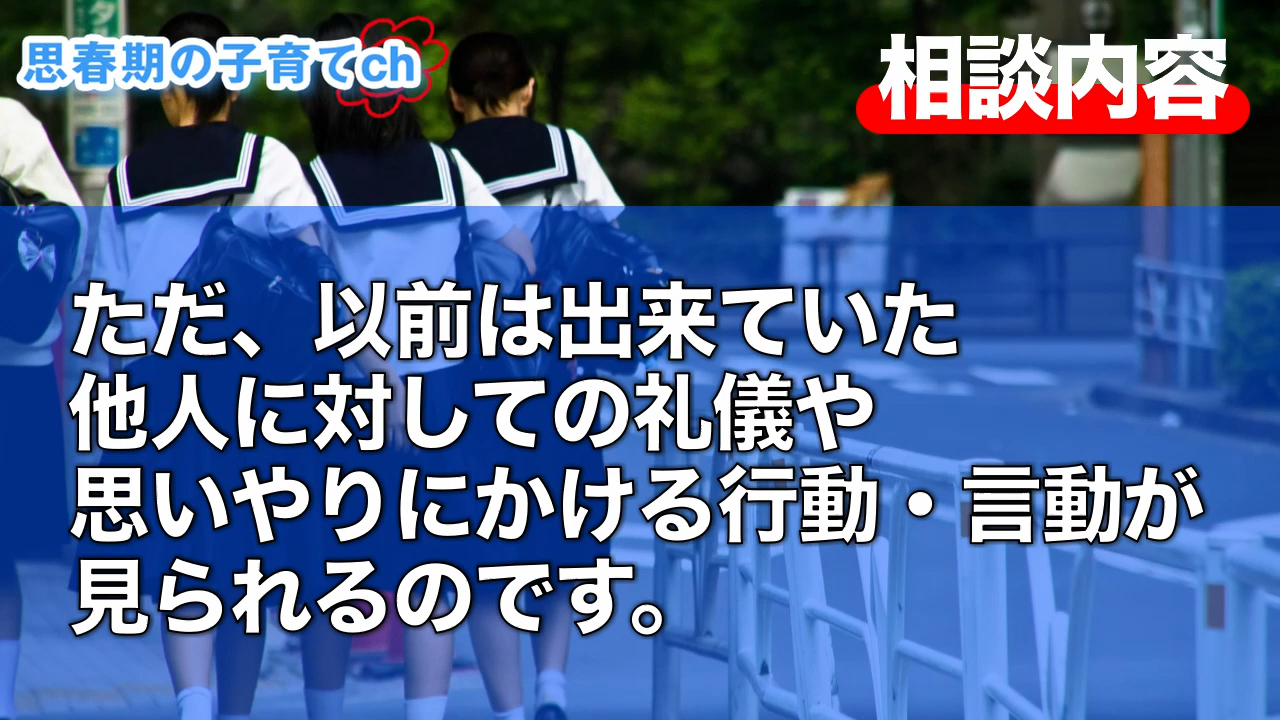 思春期の子育てch
相談内容
ただ、以前は出来ていた
他人に対しての礼儀や
思いやりにかける行動・言動が
見られるのです。